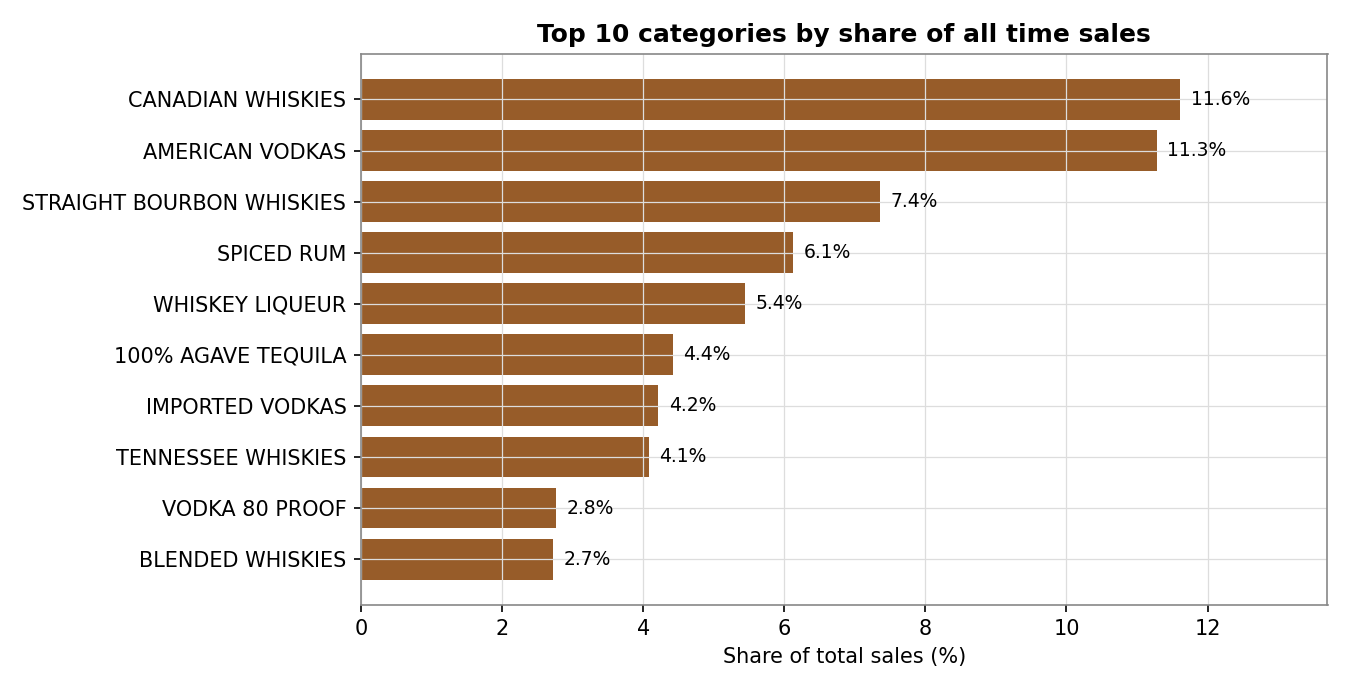 Top 10 categories by share of all time sales
CANADIAN WHISKIES 11.6%
AMERICAN VODKAS 11.3%
STRAIGHT BOURBON WHISKIES 7.4%
SPICED RUM 6.1%
WHISKEY LIQUEUR 5.4%
100% AGAVE TEQUILA 4.4%
IMPORTED VODKAS 4.2%
TENNESSEE WHISKIES 4.1%
VODKA 80 PROOF 2.8%
BLENDED WHISKIES 2.7%
0 2 4 6 8 10 12
Share of total sales (%)